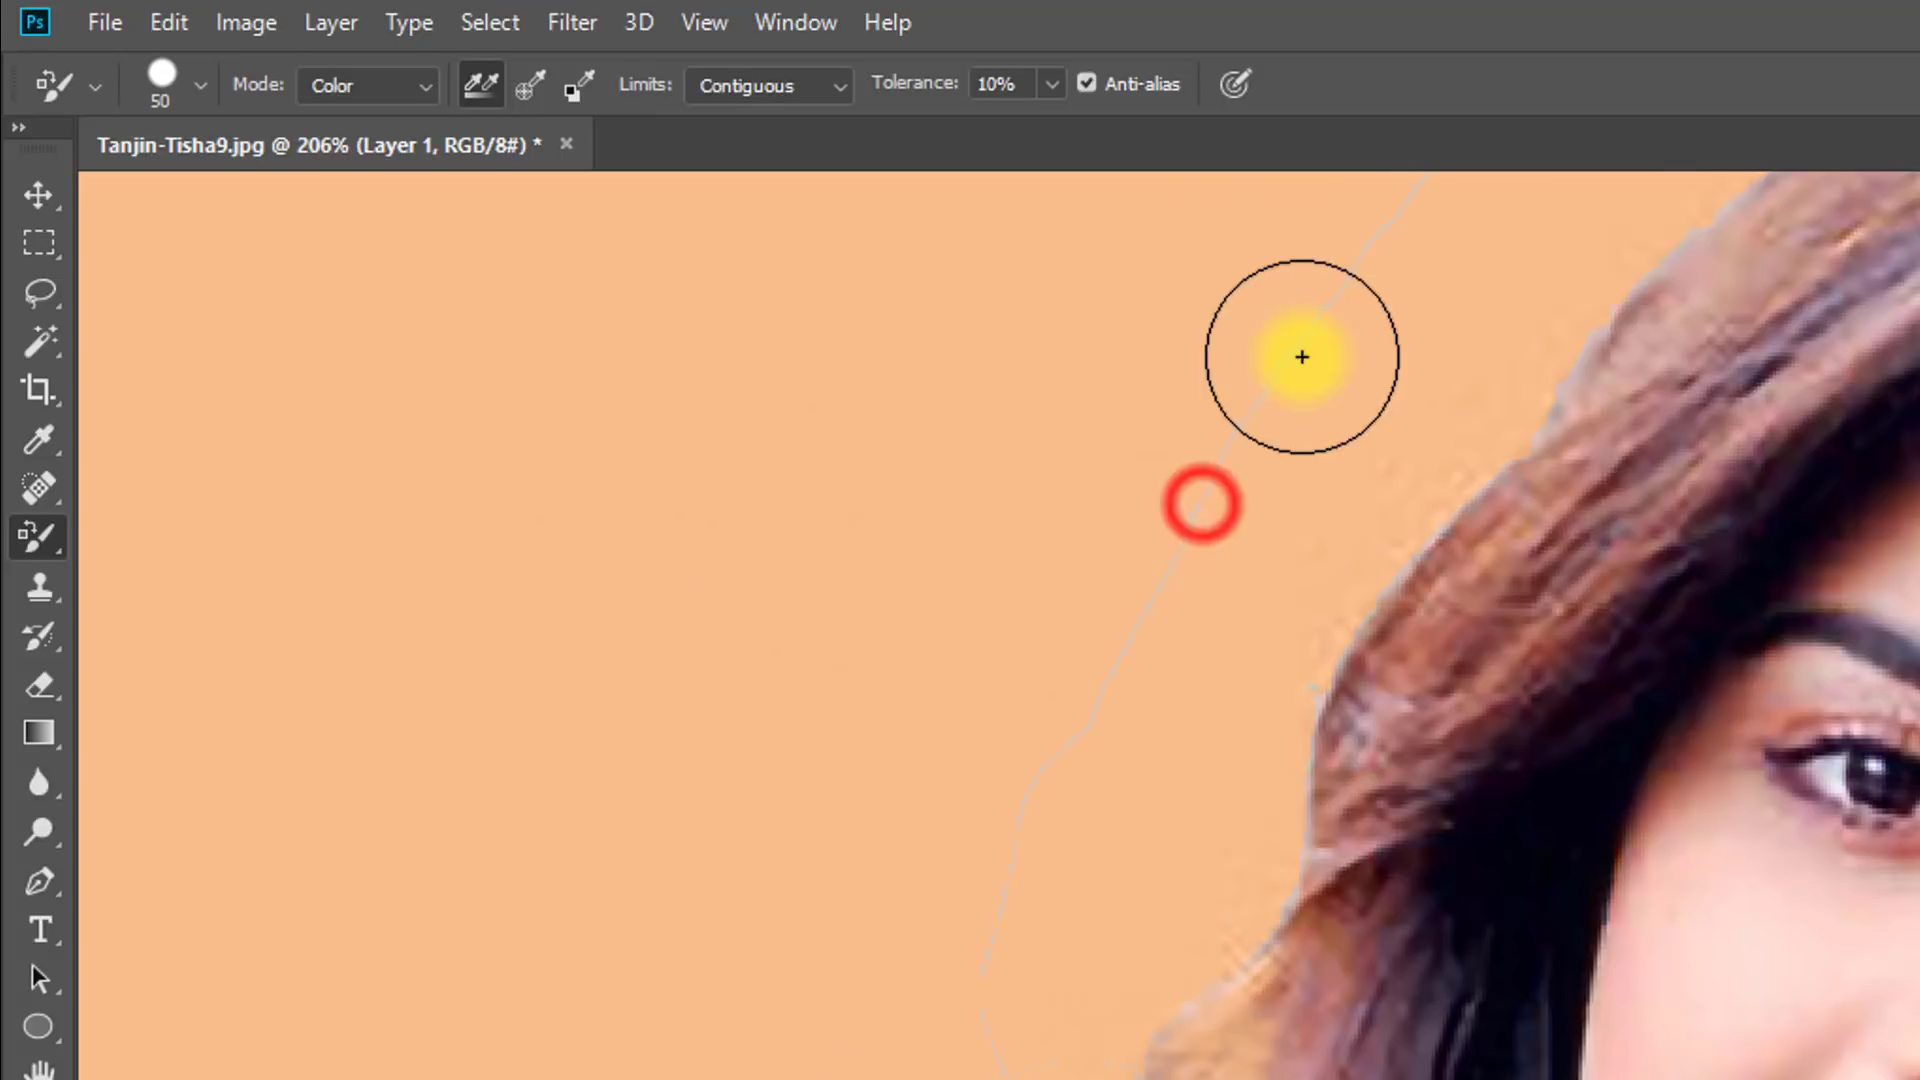 Ps File Edit Image Layer Type Select Filter 3D View Window Help
50 Mode: Color Limits: Contiguous Tolerance: 10% Anti-alias
Tanjin-Tisha9.jpg @ 206% (Layer 1, RGB/8#) *
T